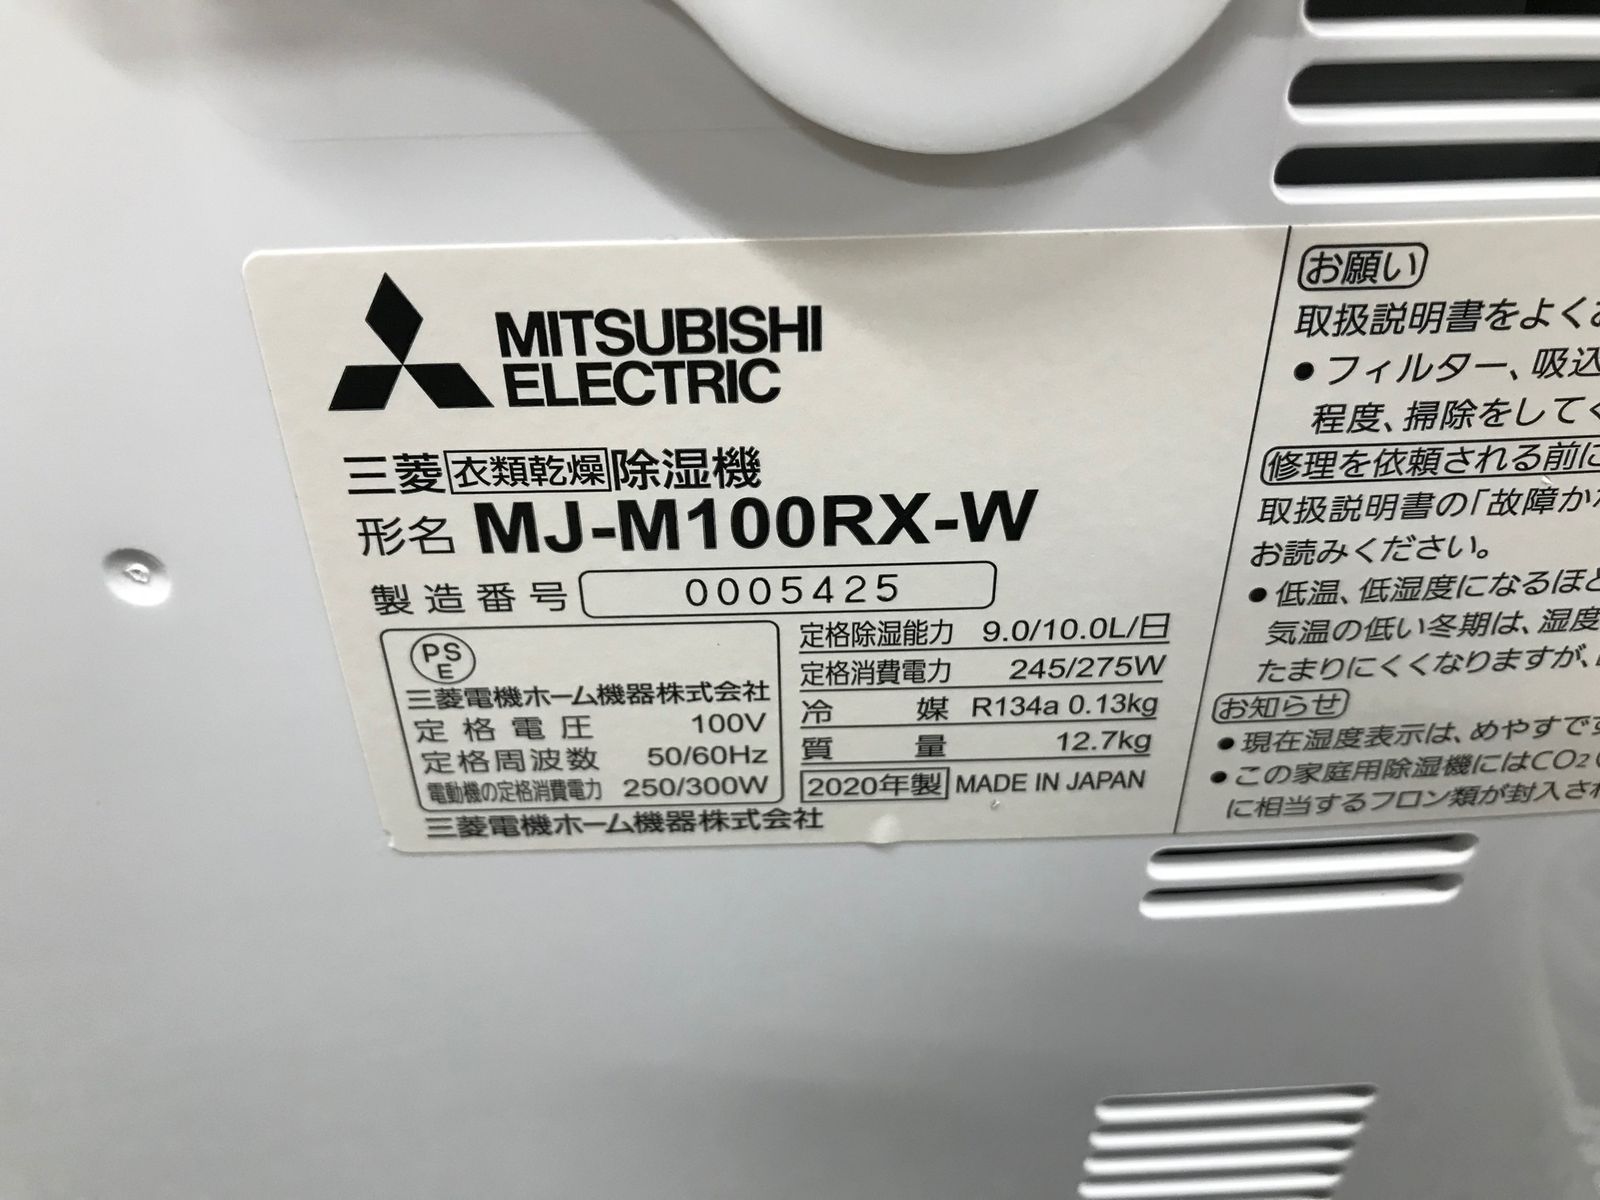 MITSUBISHI
ELECTRIC
三菱 衣類乾燥 除湿機
形名 MJ-M100RX-W
製造番号 0005425
PSE
三菱電機ホーム機器株式会社
定格電圧 100V
定格周波数 50/60Hz
電動機の定格消費電力 250/300W
定格除湿能力 9.0/10.0L/日
定格消費電力 245/275W
冷媒 R134a 0.13kg
質量 12.7kg
2020年製 MADE IN JAPAN
三菱電機ホーム機器株式会社
お願い
取扱説明書をよく
●フィルター、吸込
程度、掃除をして
修理を依頼される前に
取扱説明書の「故障か
お読みください。
●低温、低湿度になるほど
気温の低い冬期は、湿度
たまりにくくなりますが、
お知らせ
●現在湿度表示は、めやすです
●この家庭用除湿機にはCO2
に相当するフロン類が封入さ